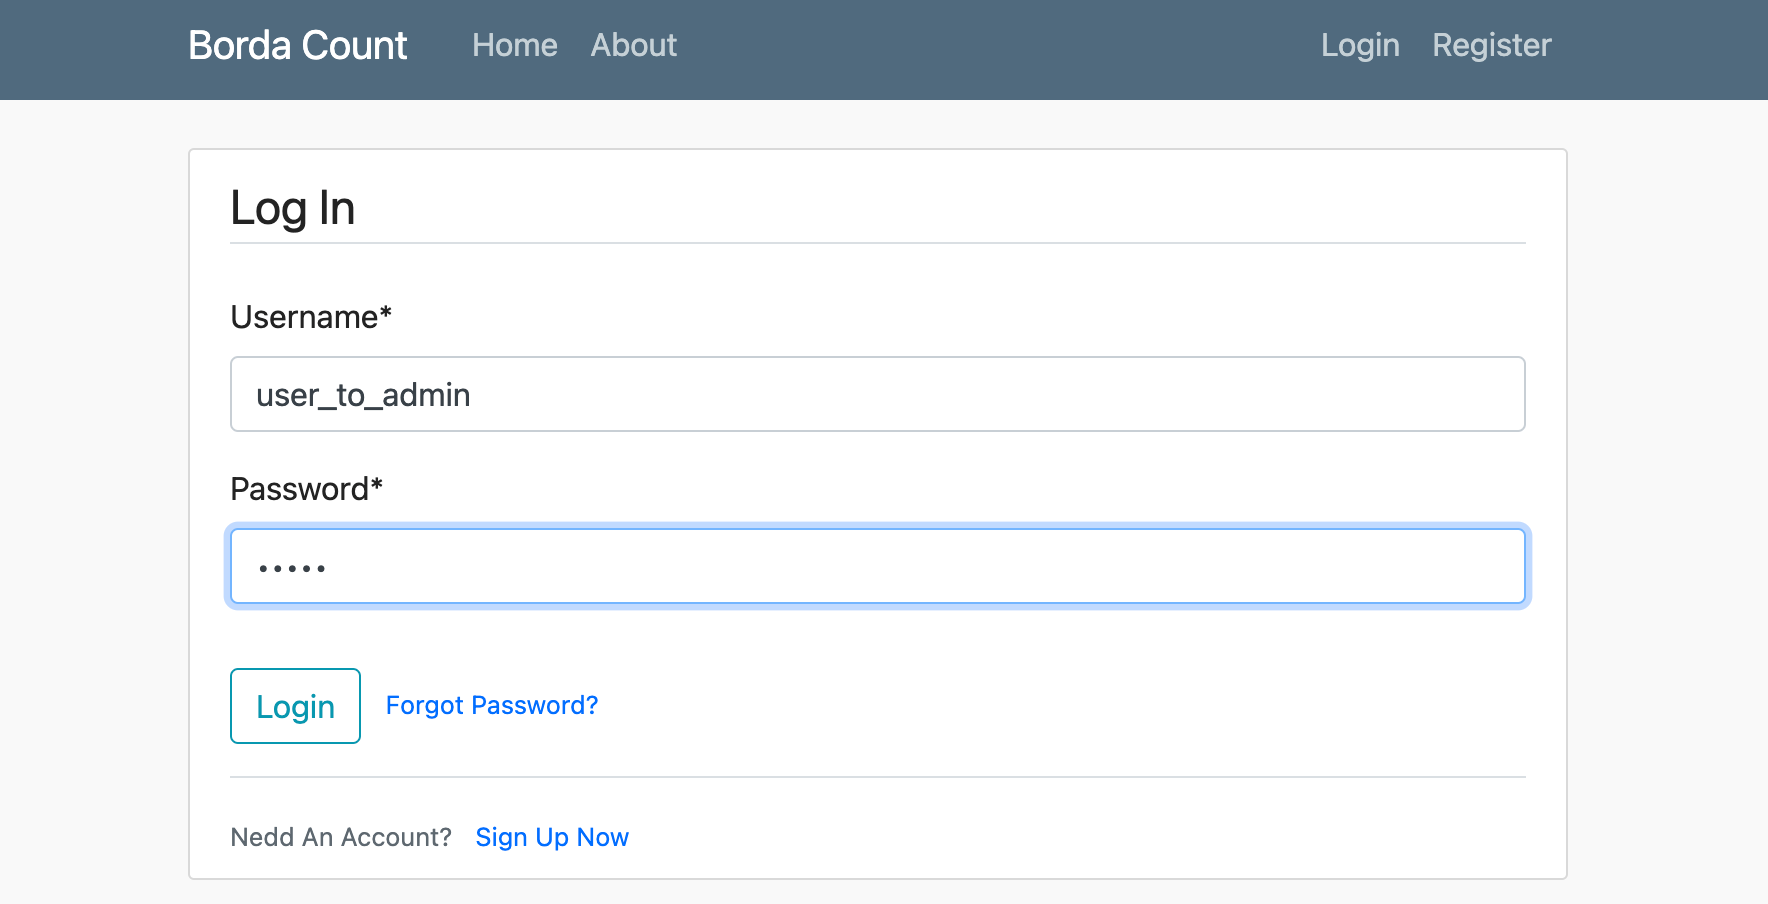 Borda Count Home About Login Register
Log In
Username*
user_to_admin
Password*
•••••
Login Forgot Password?
Nedd An Account? Sign Up Now